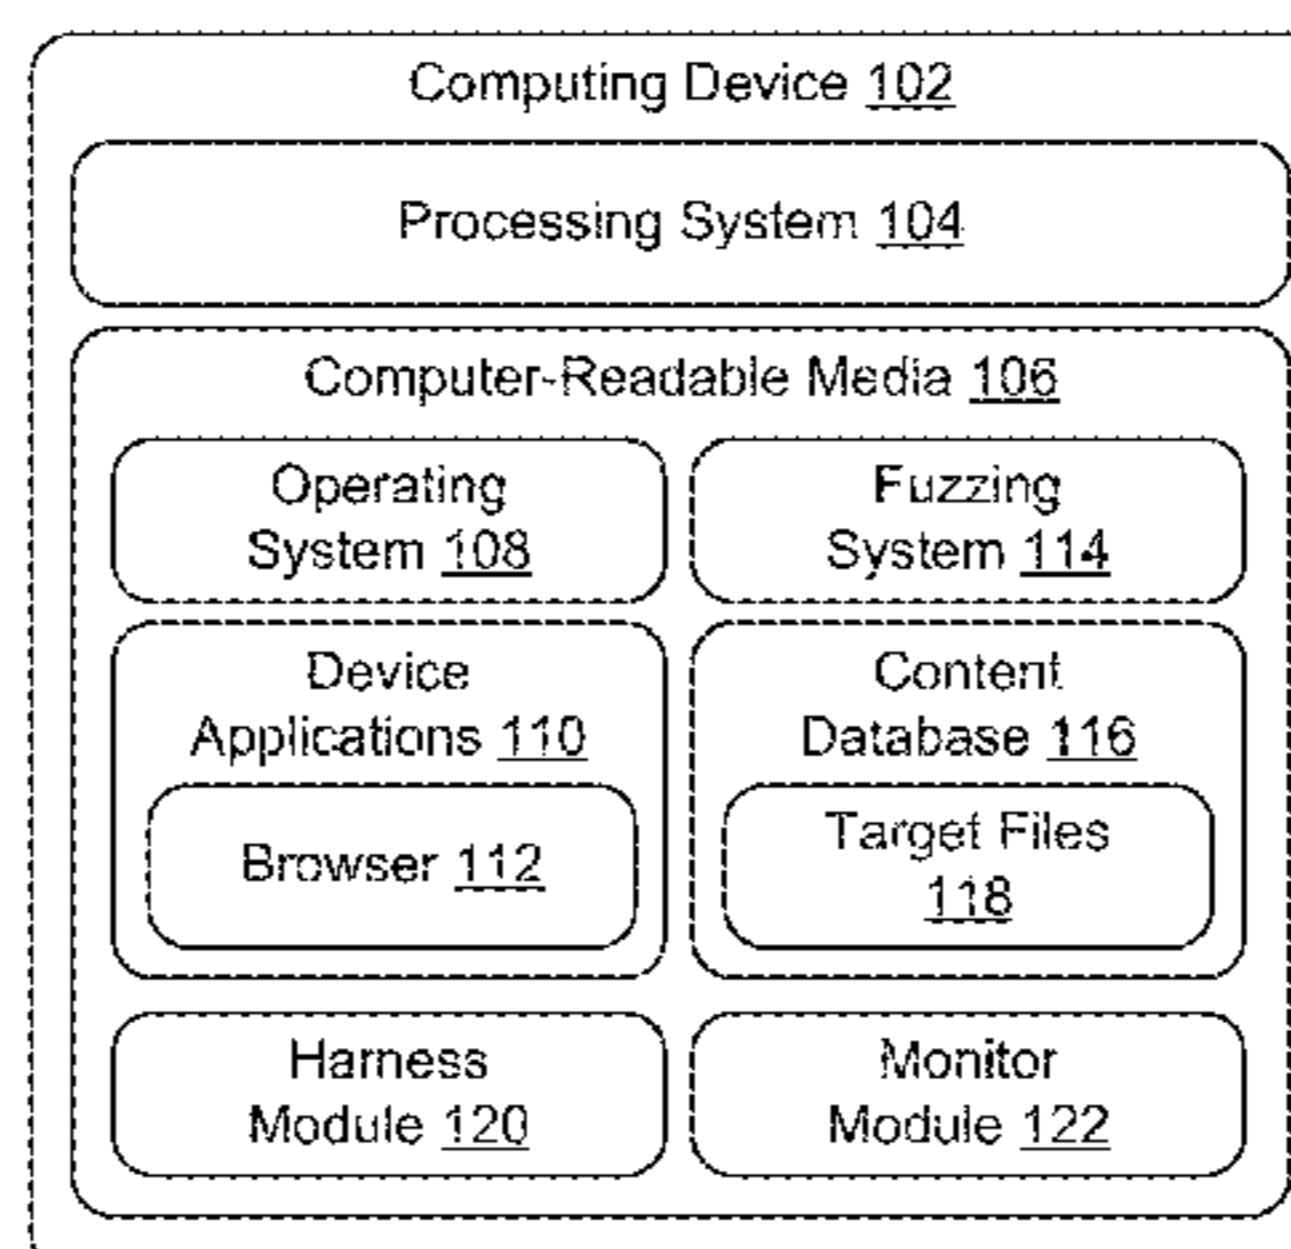 Computing Device 102
Processing System 104
Computer-Readable Media 106
Operating
System 108
Fuzzing
System 114
Device
Applications 110
Browser 112
Content
Database 116
Target Files
118
Harness
Module 120
Monitor
Module 122